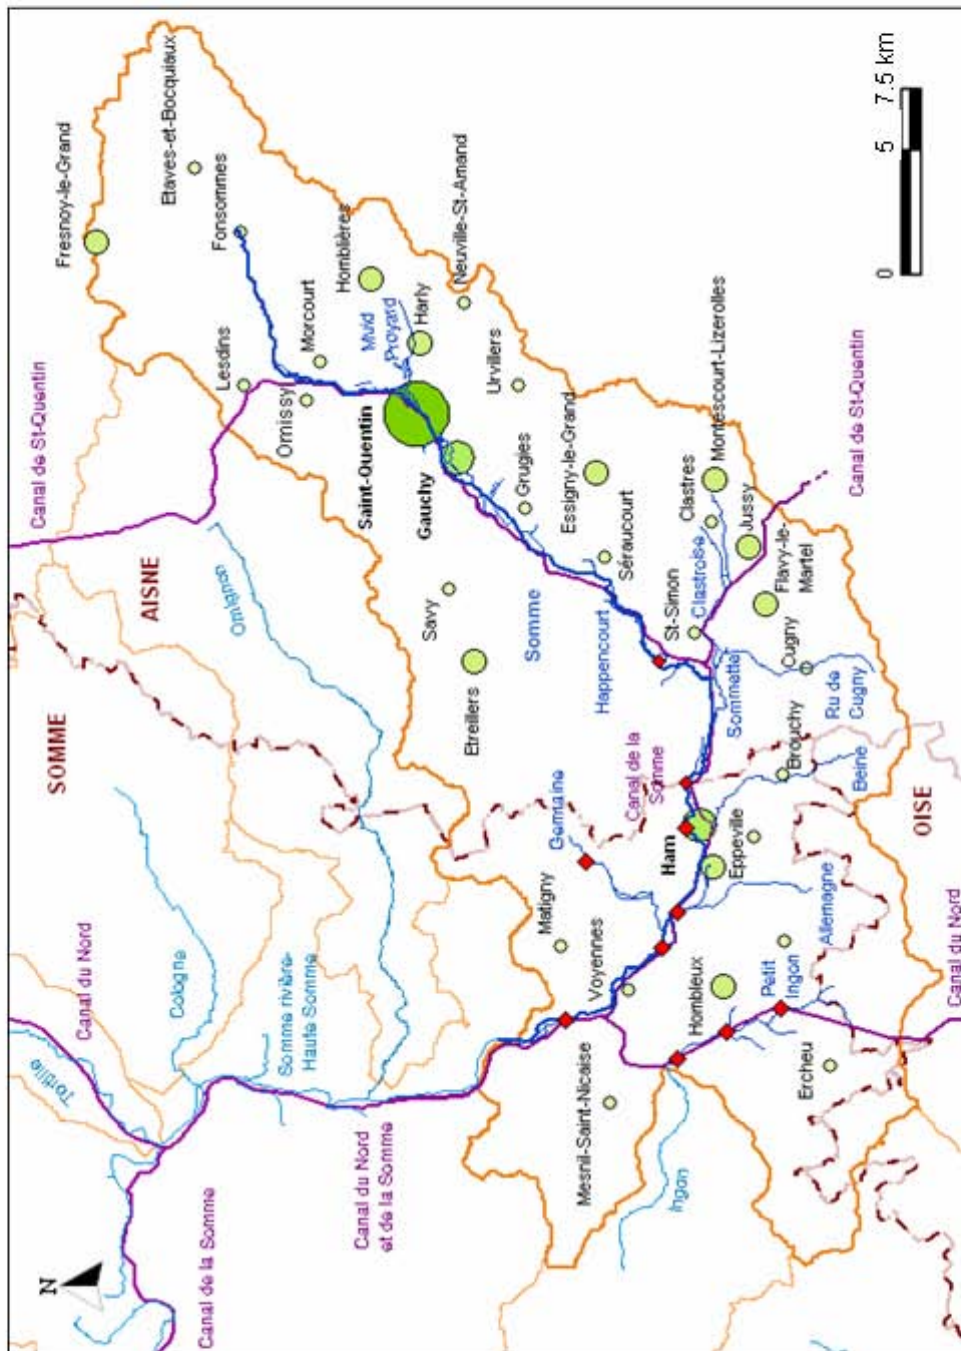 Fresnoy-le-Grand
Etaves-et-Bocquiaux
Fonsommes
Canal de St-Quentin
Lesdins
Morcourt
Omissy
Homblières
Muid
Proyard
Harly
Neuville-St-Amand
Saint-Quentin
Gauchy
Urvillers
Grugies
Essigny-le-Grand
Montescourt-Lizerolles
Clastres
Jussy
Canal de St-Quentin
Flavy-le-
Martel
Séraucourt
St-Simon
Clastroise
Cugny
Ru de
Cugny
Sommette
Happencourt
Somme
Savy
Etreillers
Omignon
AISNE
SOMME
OISE
Canal de la
Somme
Germaine
Ham
Eppeville
Brouchy
Beine
Matigny
Voyennes
Allemagne
Petit
Ingon
Hombleux
Ercheu
Canal du Nord
Mesnil-Saint-Nicaise
Ingon
Canal du Nord
Cologne
Somme rivière-
Haute Somme
Tortille
Canal du Nord
et de la Somme
Canal de la Somme
N
0
5
7.5 km